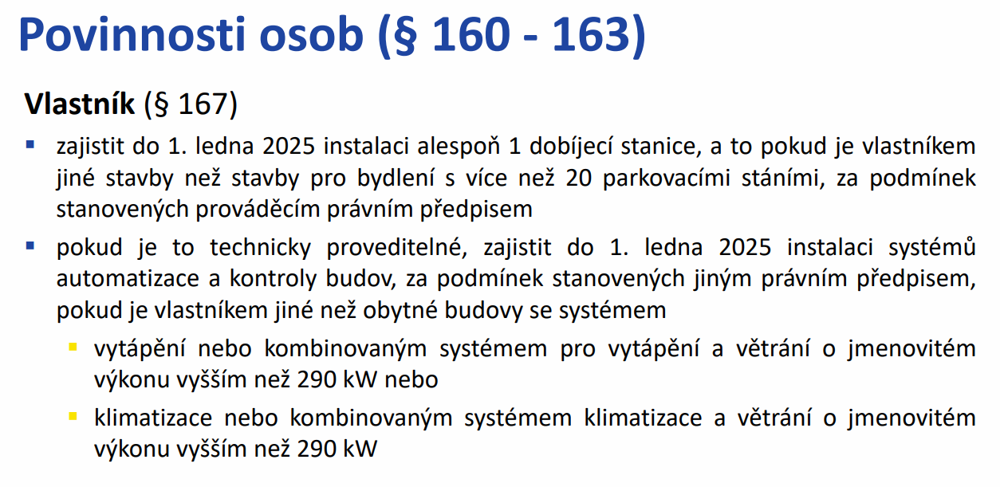 Povinnosti osob (§ 160 - 163)
Vlastník (§ 167)
▪ zajistit do 1. ledna 2025 instalaci alespoň 1 dobíjecí stanice, a to pokud je vlastníkem
jiné stavby než stavby pro bydlení s více než 20 parkovacími stáními, za podmínek
stanovených prováděcím právním předpisem
▪ pokud je to technicky proveditelné, zajistit do 1. ledna 2025 instalaci systémů
automatizace a kontroly budov, za podmínek stanovených jiným právním předpisem,
pokud je vlastníkem jiné než obytné budovy se systémem
▪ vytápění nebo kombinovaným systémem pro vytápění a větrání o jmenovitém
výkonu vyšším než 290 kW nebo
▪ klimatizace nebo kombinovaným systémem klimatizace a větrání o jmenovitém
výkonu vyšším než 290 kW